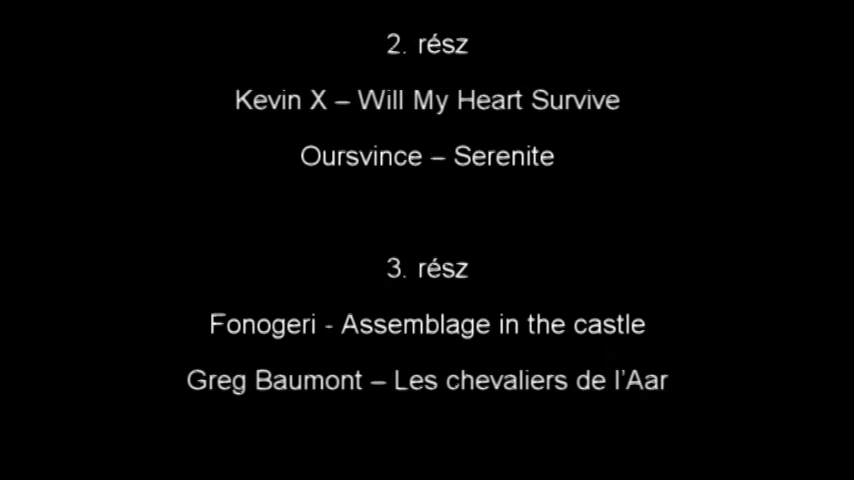 2. rész
Kevin X – Will My Heart Survive
Oursvince – Serenite
3. rész
Fonogeri - Assemblage in the castle
Greg Baumont – Les chevaliers de l’Aar